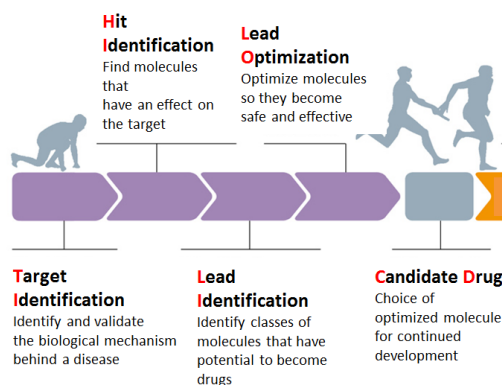 Hit
Identification
Find molecules
that
have an effect on
the target
Lead
Optimization
Optimize molecules
so they become
safe and effective
Target
Identification
Identify and validate
the biological mechanism
behind a disease
Lead
Identification
Identify classes of
molecules that have
potential to become
drugs
Candidate Drug
Choice of
optimized molecule
for continued
development